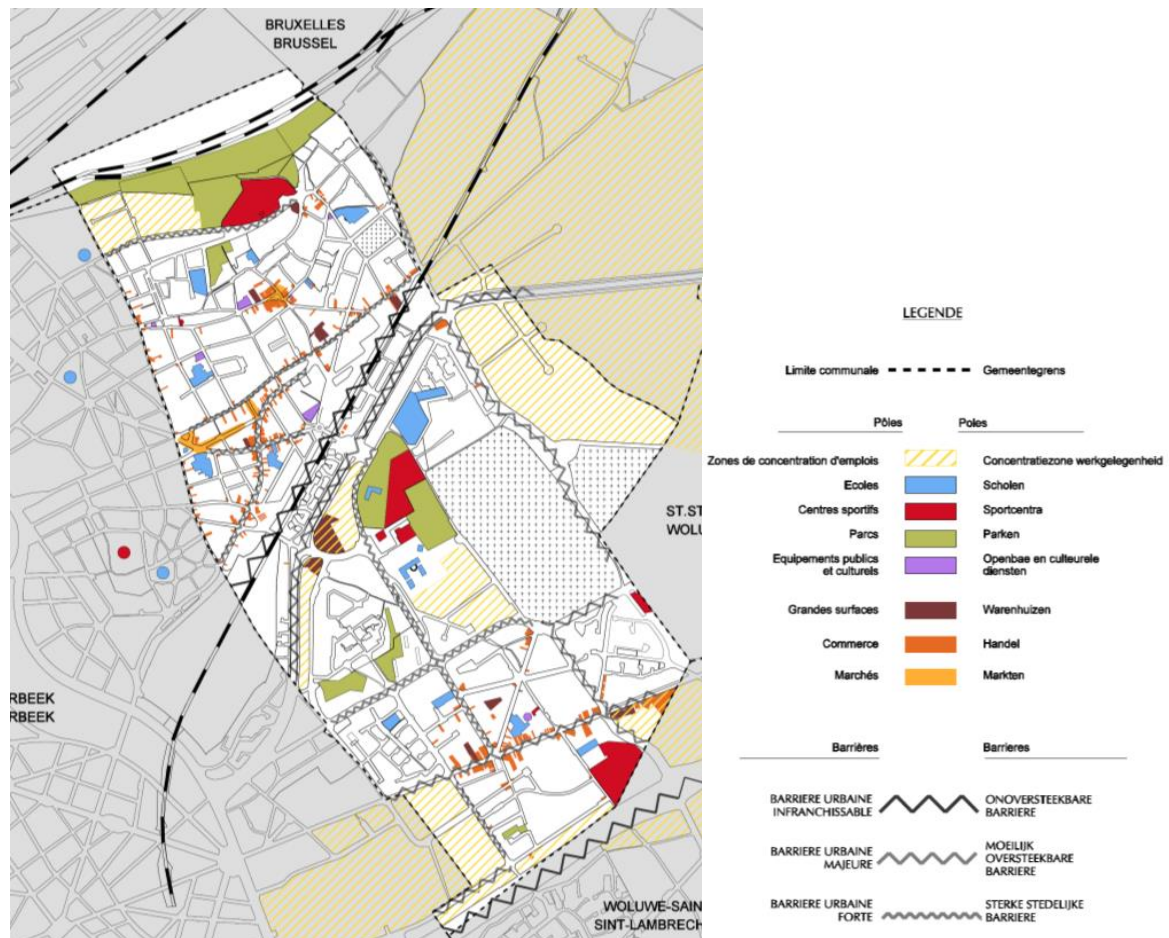 BRUXELLES
BRUSSEL
ST.ST
WOLU
RBEEK
RBEEK
WOLUWE-SAIN
SINT-LAMBRECH
LEGENDE
Limite communale Gemeentegrens
Pôles Poles
Zones de concentration d'emplois Concentratiezone werkgelegenheid
Ecoles Scholen
Centres sportifs Sportcentra
Parcs Parken
Equipements publics Openbae en cultuerele
et culturels diensten
Grandes surfaces Warenhuizen
Commerce Handel
Marchés Markten
Barrières Barrieres
BARRIERE URBAINE ONOVERSTEEKBARE
INFRANCHISSABLE BARRIERE
BARRIERE URBAINE MOEILIJK
MAJEURE OVERSTEEKBARE
BARRIERE
BARRIERE URBAINE STERKE STEDELIJKE
FORTE BARRIERE